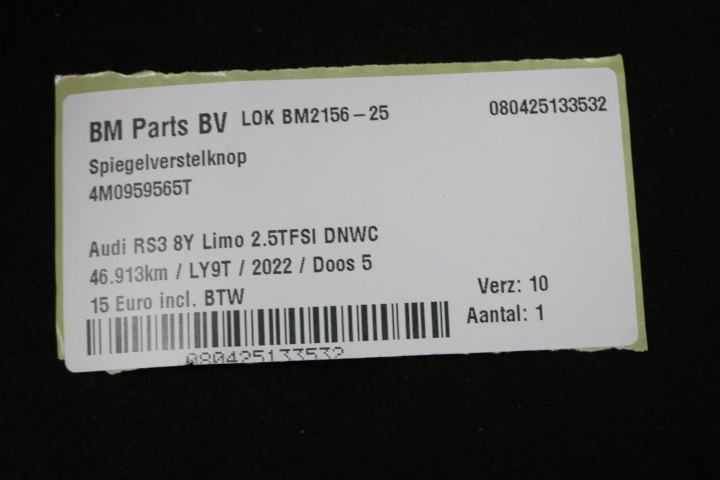 BM Parts BV LOK BM2156-25 080425133532
Spiegelverstelknop
4M0959565T
Audi RS3 8Y Limo 2.5TFSI DNWC
46.913km / LY9T / 2022 / Doos 5
15 Euro incl. BTW
Verz: 10
Aantal: 1
080425133532